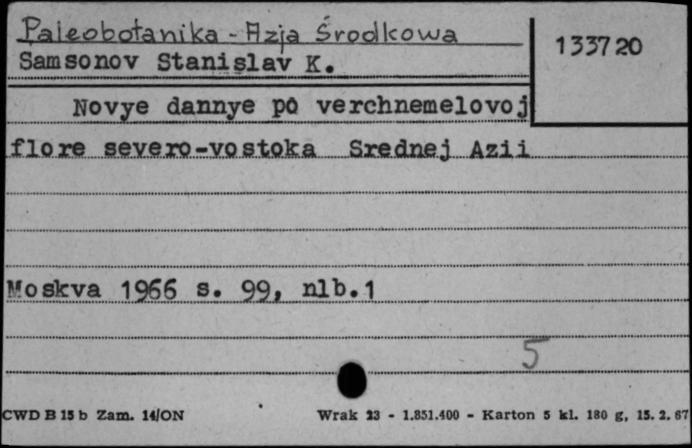 Paleobotanika - Azja Środkowa
133720
Samsonov Stanislav K.
Novye dannye po verchnemelovoj
flore severo-vostoka Srednej Azii
Moskva 1966 s. 99, nlb.1
5
CWD B 15 b Zam. 14/ON Wrak 23 - 1.851.400 - Karton 5 kl. 180 g, 15. 2. 67